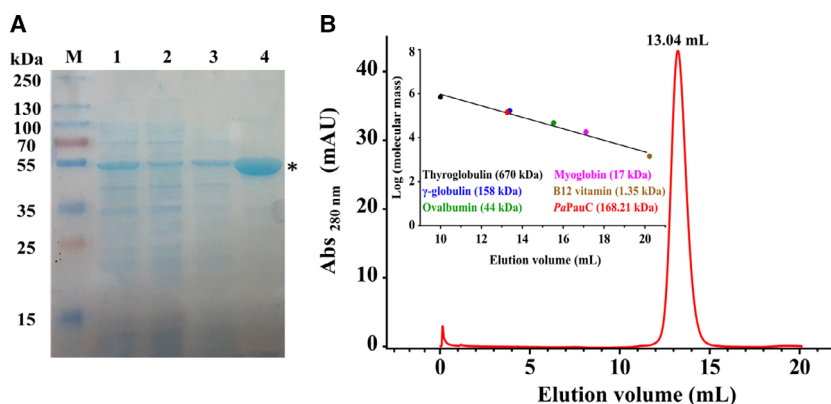 A
kDa M 1 2 3 4
250
130
100
70
55
*
35
25
15
B
13.04 mL
Abs 280 nm (mAU)
40
30
20
10
0
0 5 10 15 20
Elution volume (mL)
Log (molecular mass)
8
6
4
2
0
10 12 14 16 18 20
Elution volume (mL)
Thyroglobulin (670 kDa) Myoglobin (17 kDa)
γ-globulin (158 kDa) B12 vitamin (1.35 kDa)
Ovalbumin (44 kDa) PaPauC (168.21 kDa)